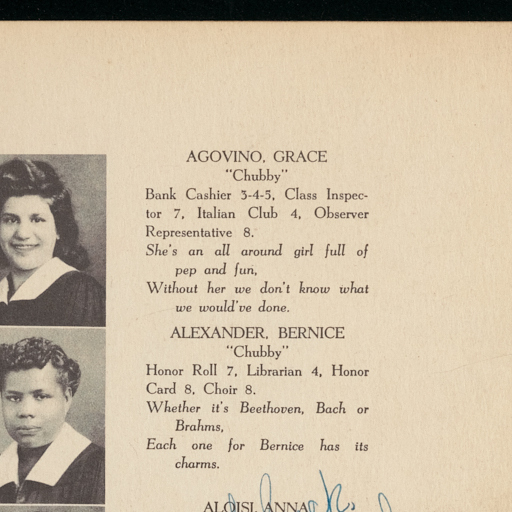 AGOVINO, GRACE
"Chubby"
Bank Cashier 3-4-5, Class Inspec-
tor 7, Italian Club 4, Observer
Representative 8.
She's an all around girl full of
pep and fun,
Without her we don't know what
we would've done.
ALEXANDER, BERNICE
"Chubby"
Honor Roll 7, Librarian 4, Honor
Card 8, Choir 8.
Whether it's Beethoven, Bach or
Brahms,
Each one for Bernice has its
charms.
ALOISI, ANNA